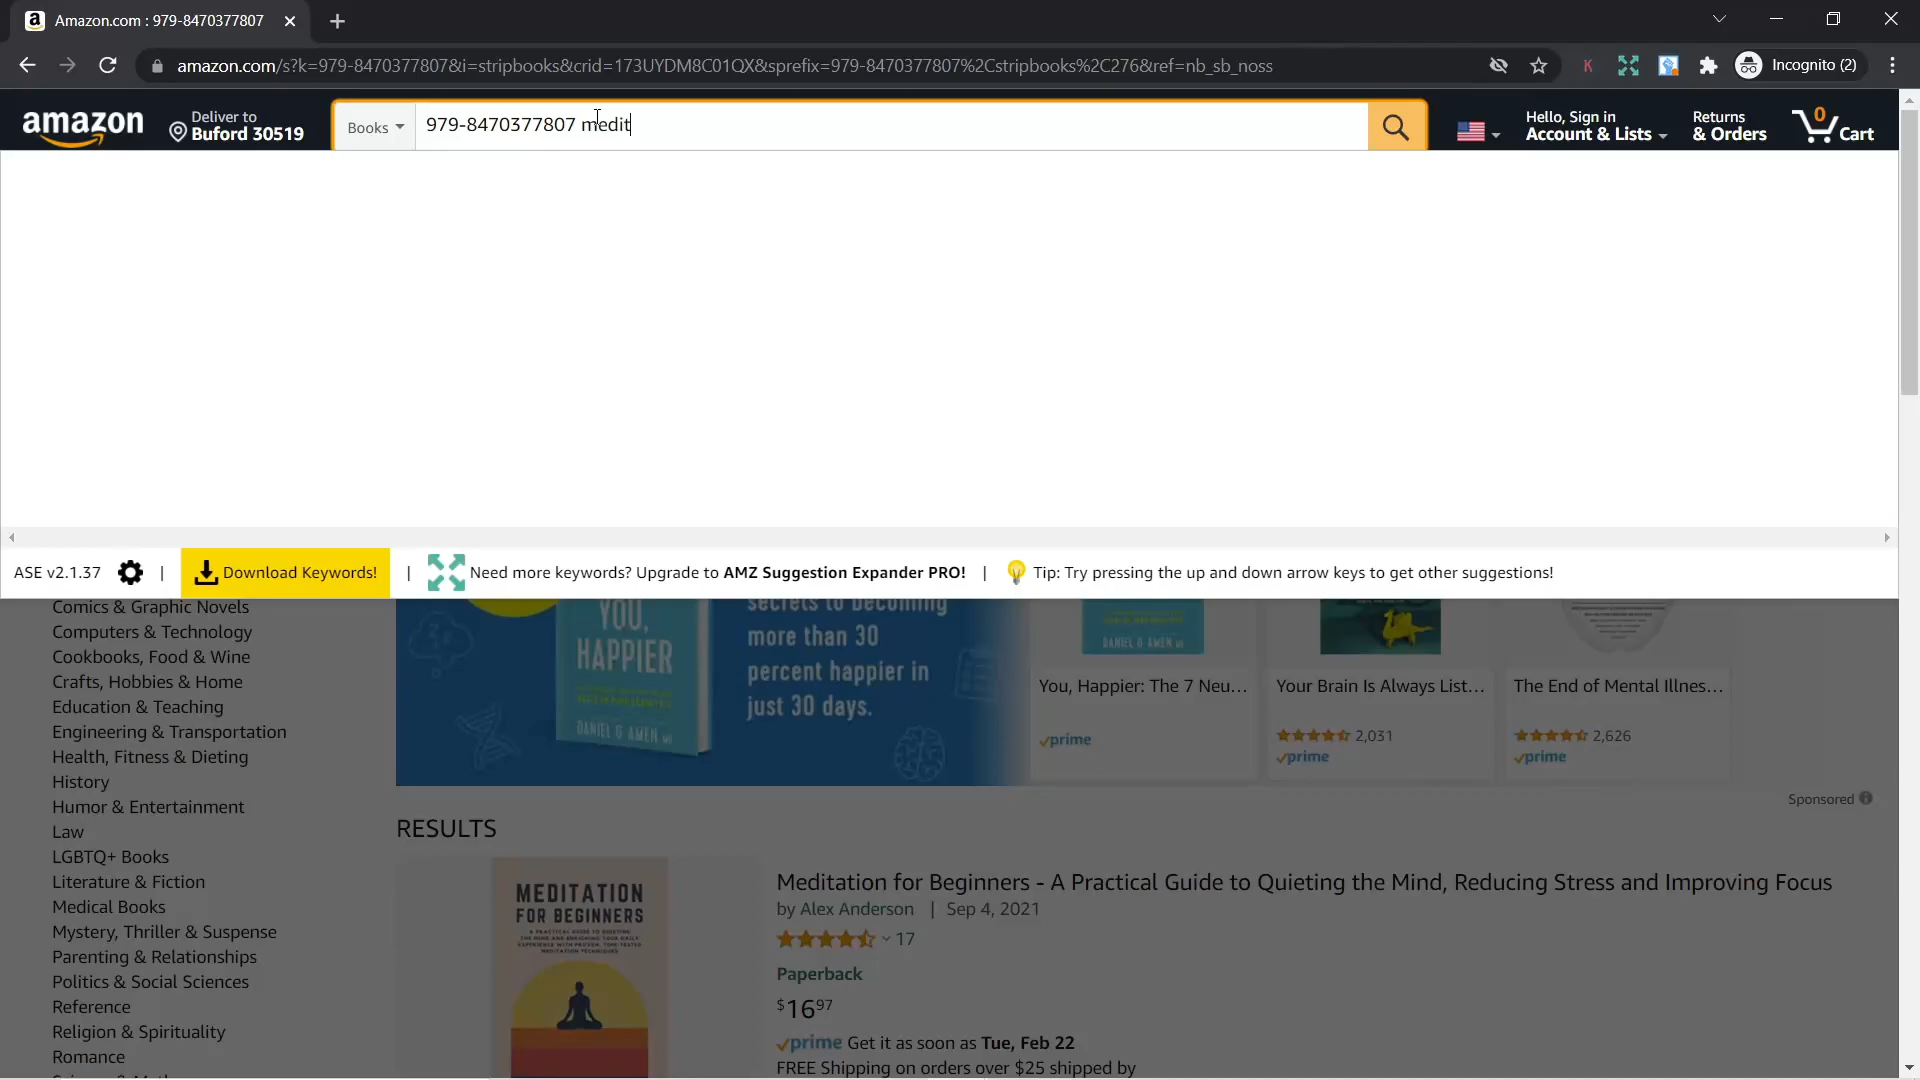 Amazon.com : 979-8470377807
amazon.com/s?k=979-8470377807&i=stripbooks&crid=173UYDM8C01QX&sprefix=979-8470377807%2Cstripbooks%2C276&ref=nb_sb_noss
K
Incognito (2)
amazon
Deliver to
Buford 30519
Books
979-8470377807 medit
Hello, Sign in
Account & Lists
Returns
& Orders
0
Cart
ASE v2.1.37 | Download Keywords! | Need more keywords? Upgrade to AMZ Suggestion Expander PRO! | Tip: Try pressing the up and down arrow keys to get other suggestions!
Comics & Graphic Novels
Computers & Technology
Cookbooks, Food & Wine
Crafts, Hobbies & Home
Education & Teaching
Engineering & Transportation
Health, Fitness & Dieting
History
Humor & Entertainment
Law
LGBTQ+ Books
Literature & Fiction
Medical Books
Mystery, Thriller & Suspense
Parenting & Relationships
Politics & Social Sciences
Reference
Religion & Spirituality
Romance
YOU,
HAPPIER
DANIEL G AMEN MD
secrets to becoming
more than 30
percent happier in
just 30 days.
DANIEL G AMEN MD
You, Happier: The 7 Neu...
prime
Your Brain Is Always List...
2,031
prime
The End of Mental Illnes...
2,626
prime
Sponsored
RESULTS
MEDITATION
FOR BEGINNERS
A PRACTICAL GUIDE TO QUIETING
Meditation for Beginners - A Practical Guide to Quieting the Mind, Reducing Stress and Improving Focus
by Alex Anderson | Sep 4, 2021
17
Paperback
$16 97
prime Get it as soon as Tue, Feb 22
FREE Shipping on orders over $25 shipped by